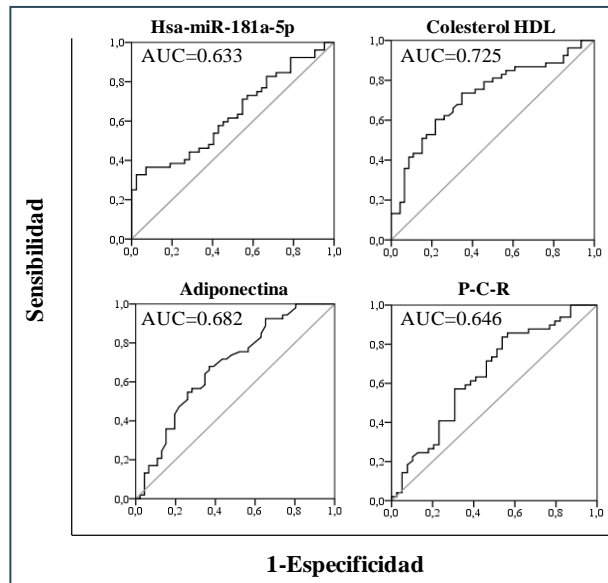 Hsa-miR-181a-5p
AUC=0.633
1,0
0,8
0,6
0,4
0,2
0,0
0,0 0,2 0,4 0,6 0,8 1,0
Colesterol HDL
AUC=0.725
1,0
0,8
0,6
0,4
0,2
0,0
0,0 0,2 0,4 0,6 0,8 1,0
Adiponectina
AUC=0.682
1,0
0,8
0,6
0,4
0,2
0,0
0,0 0,2 0,4 0,6 0,8 1,0
P-C-R
AUC=0.646
1,0
0,8
0,6
0,4
0,2
0,0
0,0 0,2 0,4 0,6 0,8 1,0
Sensibilidad
1-Especificidad